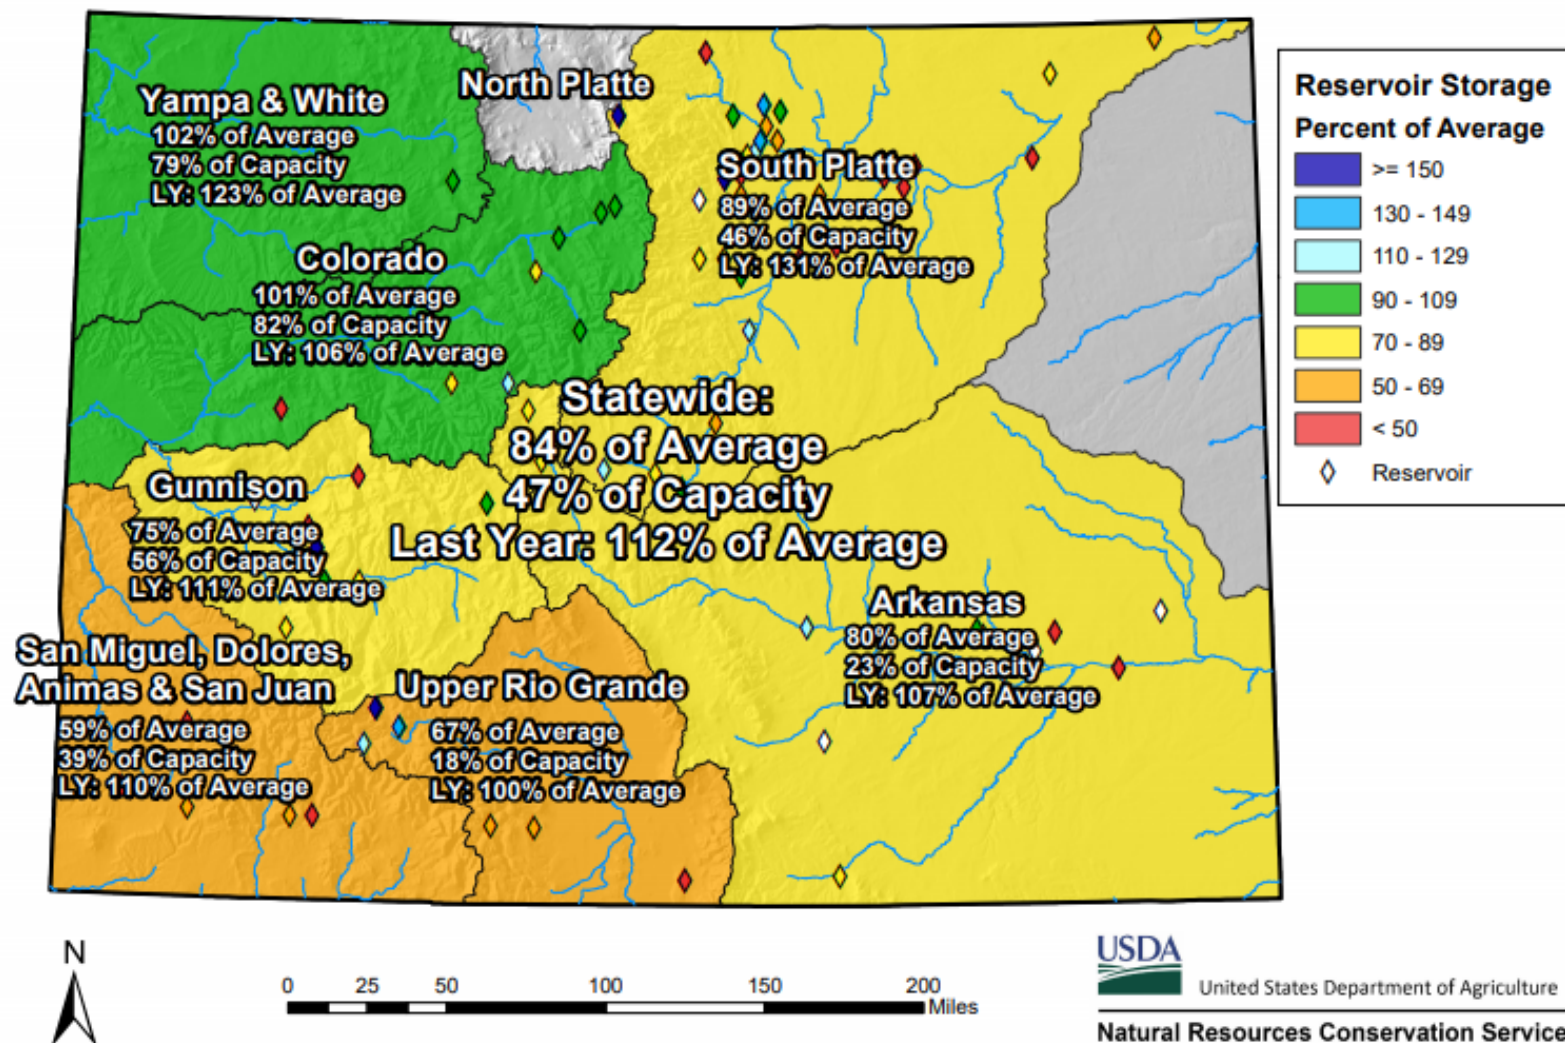 North Platte
Yampa & White
102% of Average
79% of Capacity
LY: 123% of Average
South Platte
89% of Average
46% of Capacity
LY: 131% of Average
Colorado
101% of Average
82% of Capacity
LY: 106% of Average
Statewide:
84% of Average
47% of Capacity
Last Year: 112% of Average
Gunnison
75% of Average
56% of Capacity
LY: 111% of Average
Arkansas
80% of Average
23% of Capacity
LY: 107% of Average
San Miguel, Dolores,
Animas & San Juan
59% of Average
39% of Capacity
LY: 110% of Average
Upper Rio Grande
67% of Average
18% of Capacity
LY: 100% of Average
Reservoir Storage
Percent of Average
>= 150
130 - 149
110 - 129
90 - 109
70 - 89
50 - 69
< 50
Reservoir
N
0 25 50 100 150 200
Miles
USDA
United States Department of Agriculture
Natural Resources Conservation Service